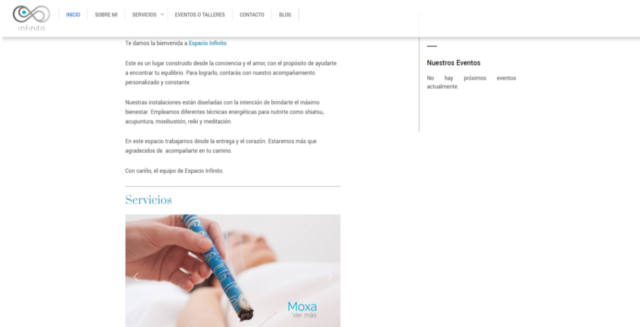 infinito
INICIO SOBRE MI SERVICIOS EVENTOS O TALLERES CONTACTO BLOG
Te damos la bienvenida a Espacio Infinito
Este es un lugar construido desde la conciencia y el amor, con el propósito de ayudarte
a encontrar tu equilibrio. Para lograrlo, contarás con nuestro acompañamiento
personalizado y constante.
Nuestras instalaciones están diseñadas con la intención de brindarte el máximo
bienestar. Empleamos diferentes técnicas energéticas para nutrirte como shiatsu,
acupuntura, moxibustión, reiki y meditación.
En este espacio trabajamos desde la entrega y el corazón. Estaremos más que
agradecidos de acompañarte en tu camino.
Con cariño, el equipo de Espacio Infinito.
Servicios
Moxa
Ver más
Nuestros Eventos
No hay próximos eventos
actualmente.